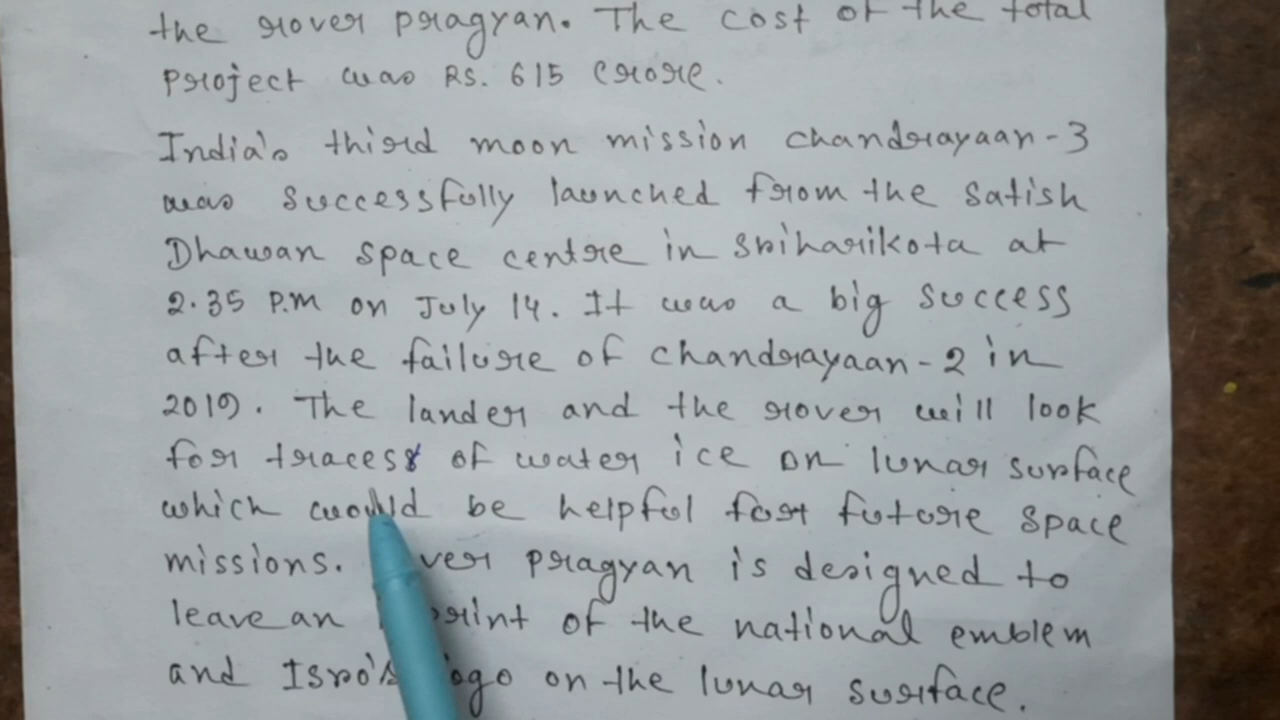 the rover pragyan. The cost of the total
project was Rs. 615 crore.
India's third moon mission chandrayaan-3
was successfully launched from the Satish
Dhawan space centre in Sriharikota at
2.35 P.M on July 14. It was a big success
after the failure of chandrayaan-2 in
2019. The lander and the rover will look
for traces of water ice on lunar surface
which would be helpful for future space
missions. pragyan is designed to
leave an of the national emblem
and Isro's on the lunar surface.